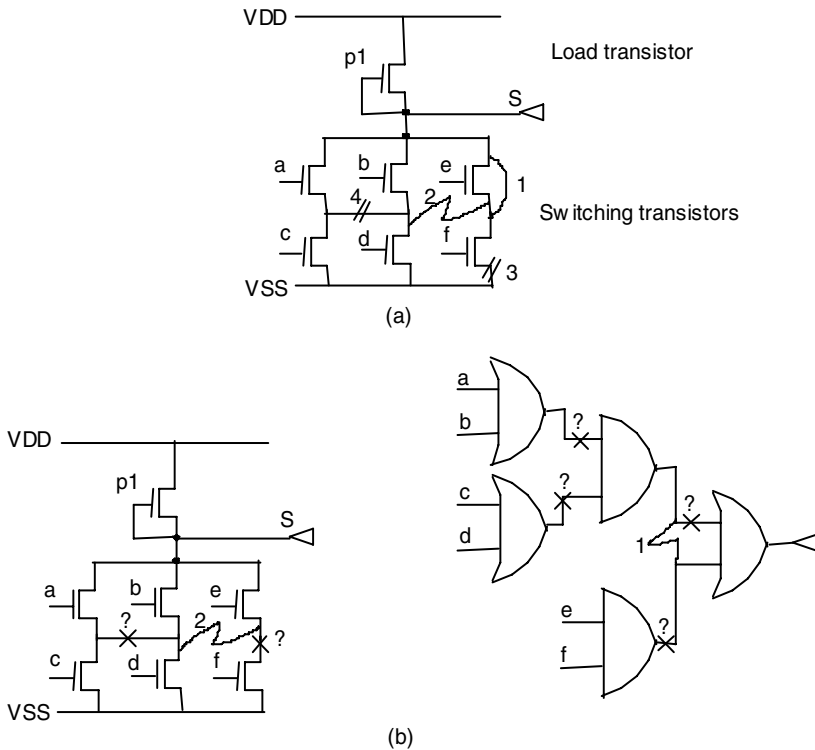 VDD
Load transistor
p1
S
a
b
e
1
4
2
Switching transistors
c
d
f
3
VSS
(a)
a
?
b
VDD
p1
c
?
?
S
d
1
a
b
e
?
2
?
e
?
c
d
f
f
VSS
(b)